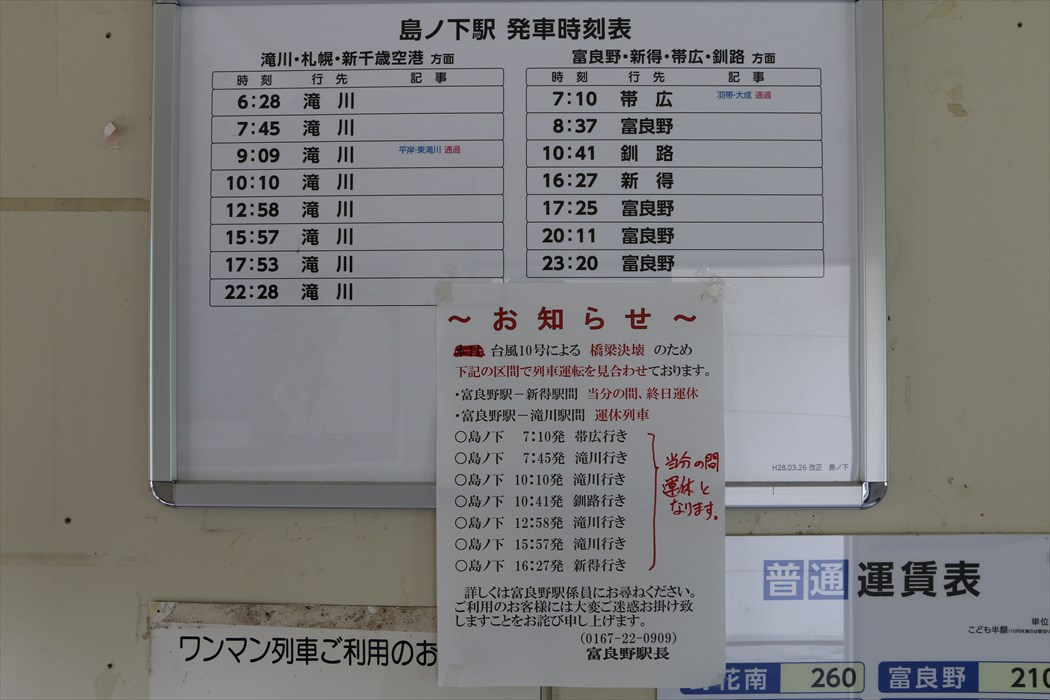 島ノ下駅 発車時刻表
滝川・札幌・新千歳空港 方面
時 刻 行 先 記 事
6:28 滝 川
7:45 滝 川
9:09 滝 川 平岸・東滝川 通過
10:10 滝 川
12:58 滝 川
15:57 滝 川
17:53 滝 川
22:28 滝 川
富良野・新得・帯広・釧路 方面
時 刻 行 先 記 事
7:10 帯 広 羽帯・大成 通過
8:37 富良野
10:41 釧 路
16:27 新 得
17:25 富良野
20:11 富良野
23:20 富良野
H28.03.26 改正 島ノ下
～ お 知 ら せ ～
台風10号による 橋梁決壊 のため
下記の区間で列車運転を見合わせております。
・富良野駅－新得駅間 当分の間、終日運休
・富良野駅－滝川駅間 運休列車
○島ノ下 7:10発 帯広行き
○島ノ下 7:45発 滝川行き
○島ノ下 10:10発 滝川行き
○島ノ下 10:41発 釧路行き
○島ノ下 12:58発 滝川行き
○島ノ下 15:57発 滝川行き
○島ノ下 16:27発 新得行き
当分の間
運休と
なります。
詳しくは富良野駅係員にお尋ねください。
ご利用のお客様には大変ご迷惑お掛け致
しますことをお詫び申し上げます。
(0167-22-0909)
富良野駅長
ワンマン列車ご利用のお
普通 運賃表
単位
こども半額
花南 260
富良野 210